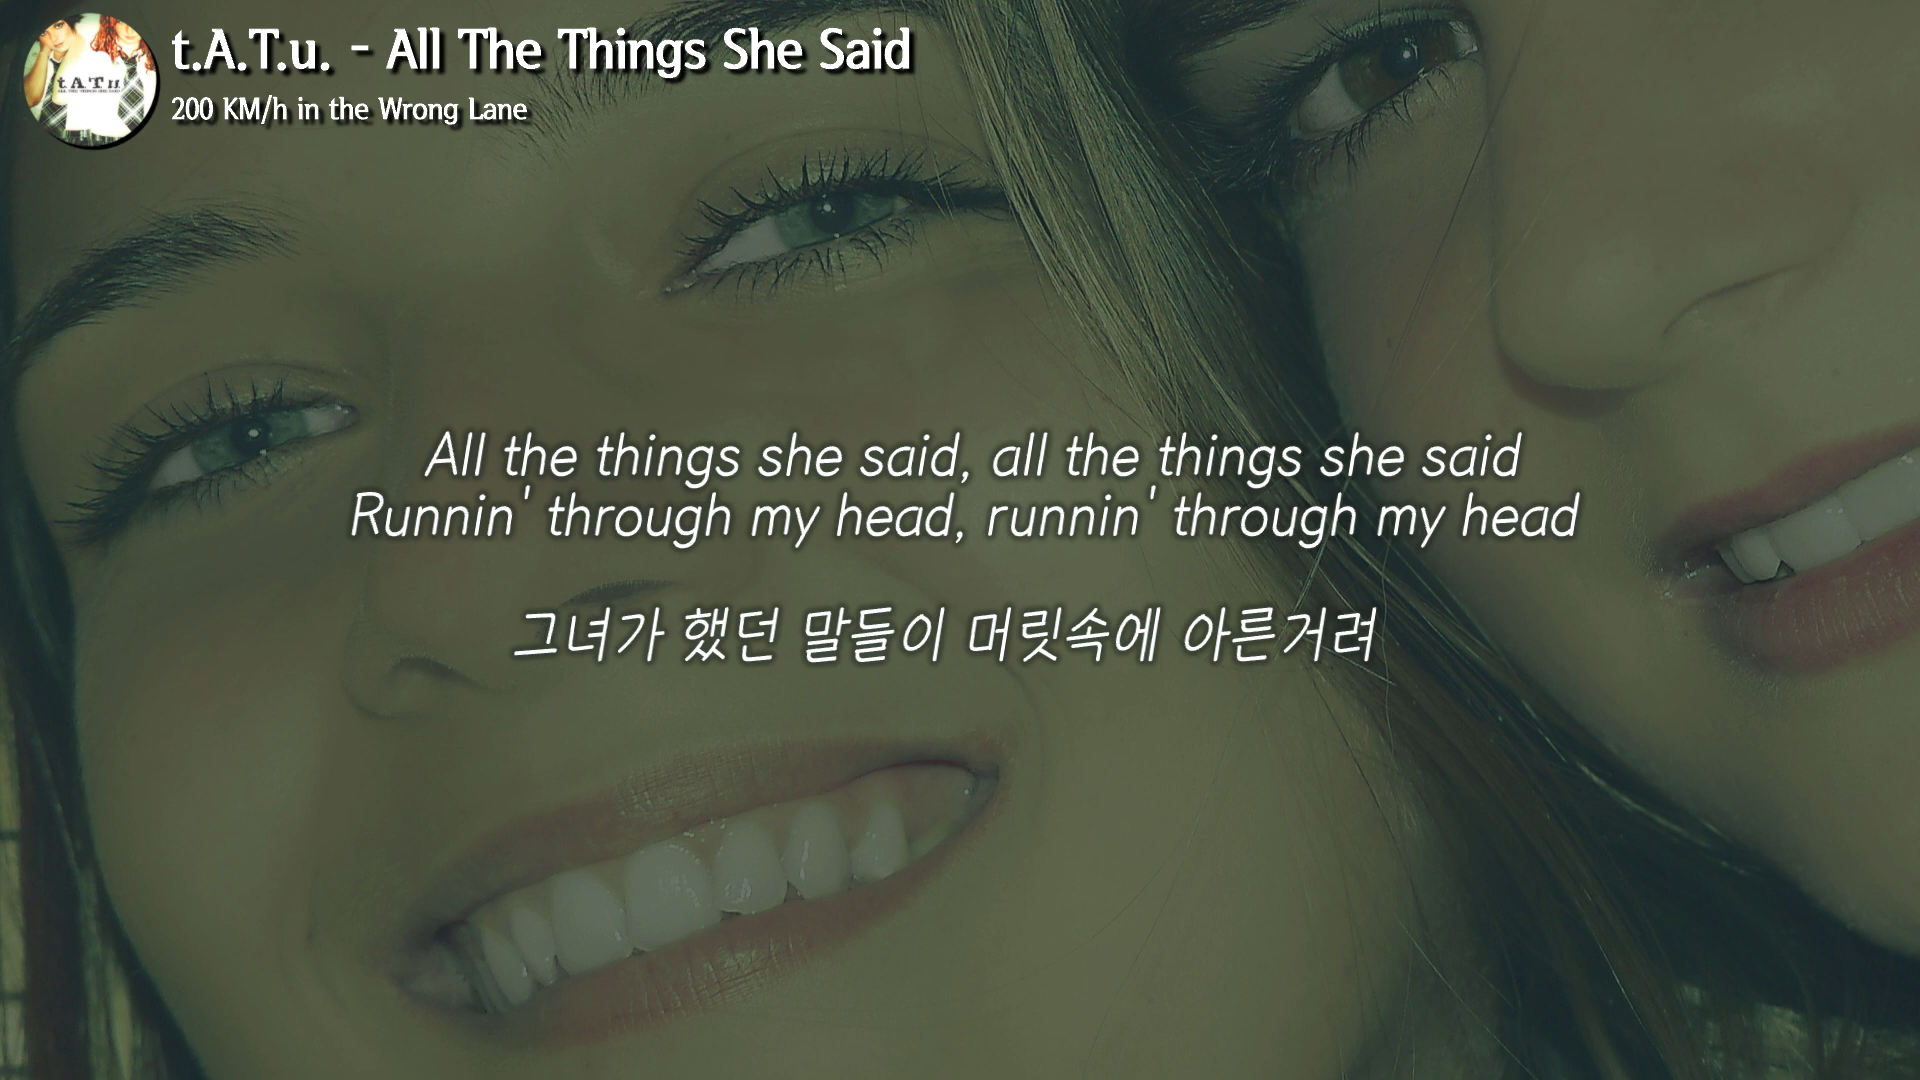 t.A.T.u. - All The Things She Said
200 KM/h in the Wrong Lane
t.A.T.u.
All the things she said, all the things she said
Runnin' through my head, runnin' through my head
그녀가 했던 말들이 머릿속에 아른거려